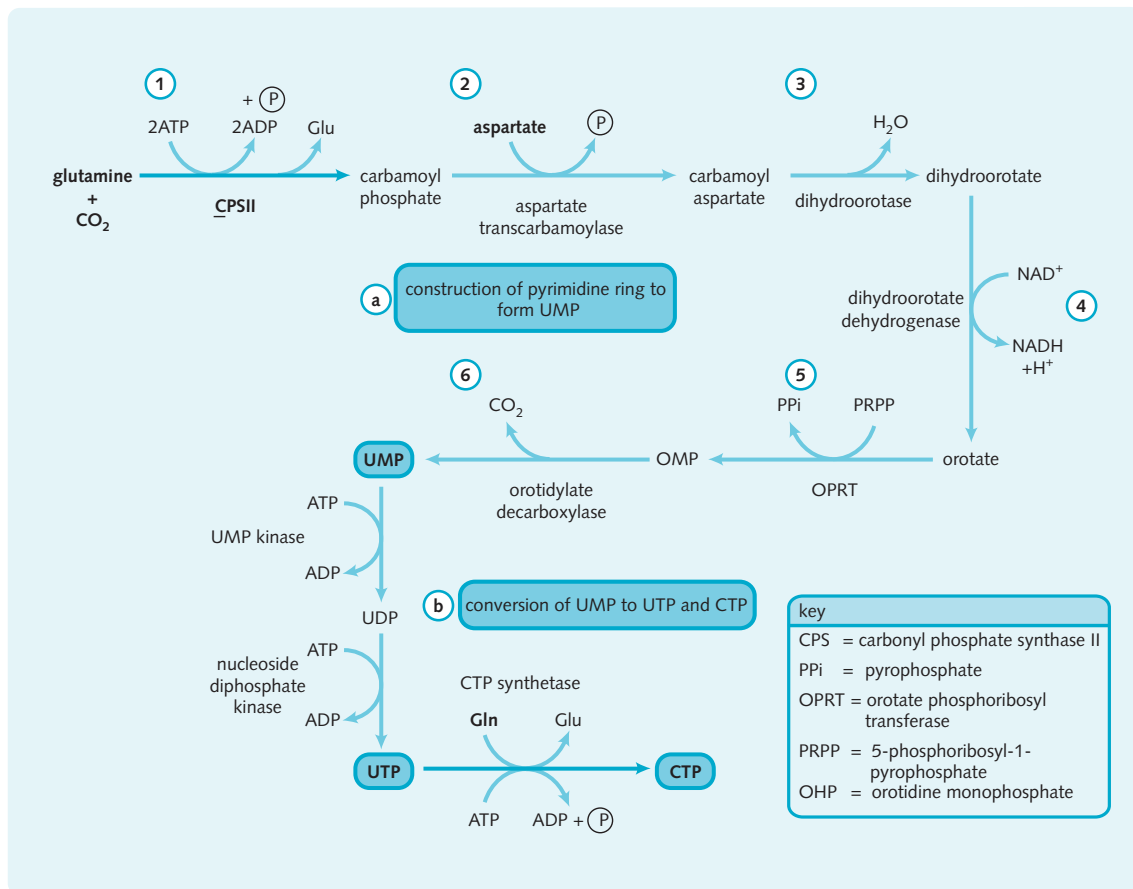 1
2
3
+ P
2ATP
2ADP
Glu
aspartate
P
H2O
glutamine
+
CO2
CPSII
carbamoyl
phosphate
aspartate
transcarbamoylase
carbamoyl
aspartate
dihydroorotase
dihydroorotate
a
construction of pyrimidine ring to
form UMP
dihydroorotate
dehydrogenase
NAD+
4
NADH
+H+
6
5
CO2
PPi
PRPP
UMP
OMP
orotate
orotidylate
decarboxylase
OPRT
ATP
UMP kinase
ADP
b
conversion of UMP to UTP and CTP
UDP
ATP
nucleoside
diphosphate
kinase
ADP
CTP synthetase
Gln
Glu
UTP
CTP
ATP
ADP + P
key
CPS = carbonyl phosphate synthase II
PPi = pyrophosphate
OPRT = orotate phosphoribosyl
transferase
PRPP = 5-phosphoribosyl-1-
pyrophosphate
OHP = orotidine monophosphate